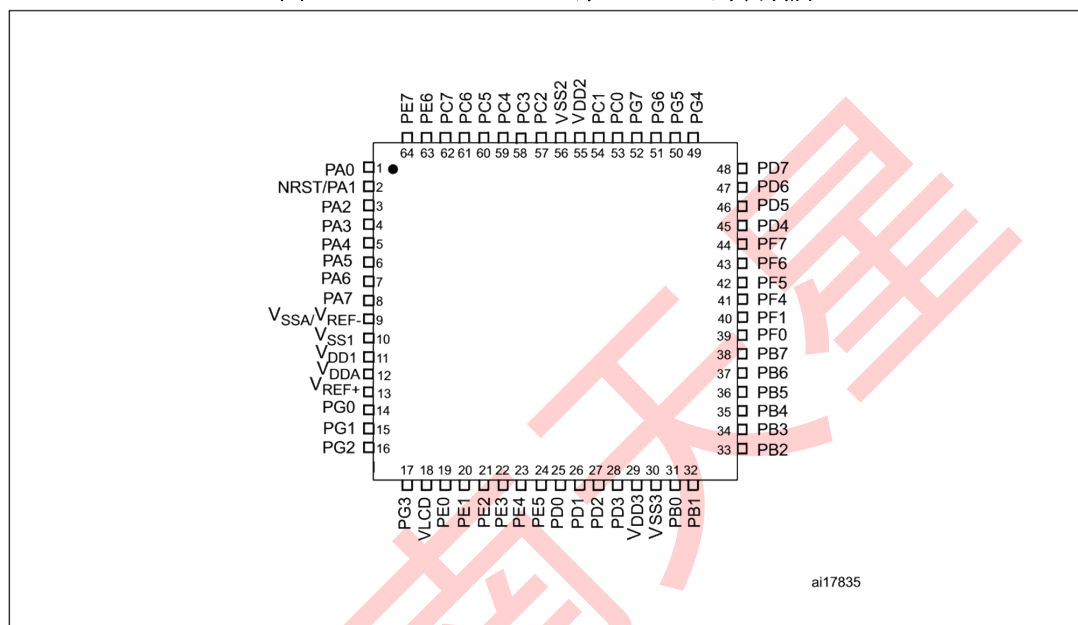 PE7 PE6 PC7 PC6 PC5 PC4 PC3 PC2 VSS2 VDD2 PC1 PC0 PG7 PG6 PG5 PG4
64 63 62 61 60 59 58 57 56 55 54 53 52 51 50 49
PA0 1
NRST/PA1 2
PA2 3
PA3 4
PA4 5
PA5 6
PA6 7
PA7 8
VSSA/VREF- 9
VSS1 10
VDD1 11
VDDA 12
VREF+ 13
PG0 14
PG1 15
PG2 16
48 PD7
47 PD6
46 PD5
45 PD4
44 PF7
43 PF6
42 PF5
41 PF4
40 PF1
39 PF0
38 PB7
37 PB6
36 PB5
35 PB4
34 PB3
33 PB2
17 18 19 20 21 22 23 24 25 26 27 28 29 30 31 32
PG3 VLCD PE0 PE1 PE2 PE3 PE4 PE5 PD0 PD1 PD2 PD3 VDD3 VSS3 PB0 PB1
ai17835
南天星